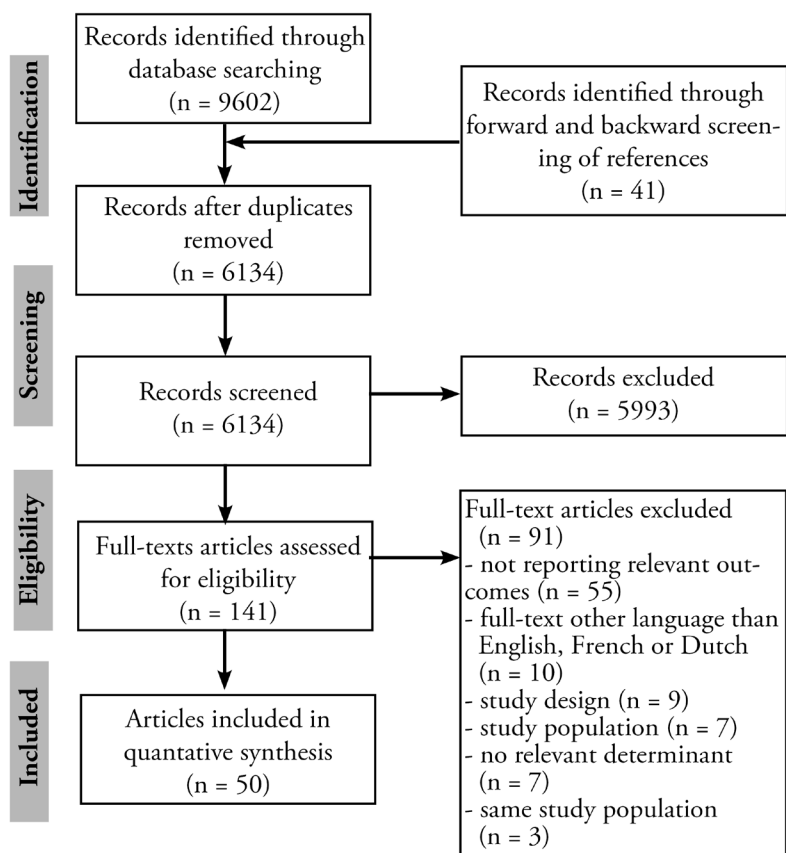 Identification
Records identified through
database searching
(n = 9602)
Records identified through
forward and backward screen-
ing of references
(n = 41)
Records after duplicates
removed
(n = 6134)
Screening
Records screened
(n = 6134)
Records excluded
(n = 5993)
Eligibility
Full-texts articles assessed
for eligibility
(n = 141)
Full-text articles excluded
(n = 91)
- not reporting relevant out-
comes (n = 55)
- full-text other language than
English, French or Dutch
(n = 10)
- study design (n = 9)
- study population (n = 7)
- no relevant determinant
(n = 7)
- same study population
(n = 3)
Included
Articles included in
quantative synthesis
(n = 50)